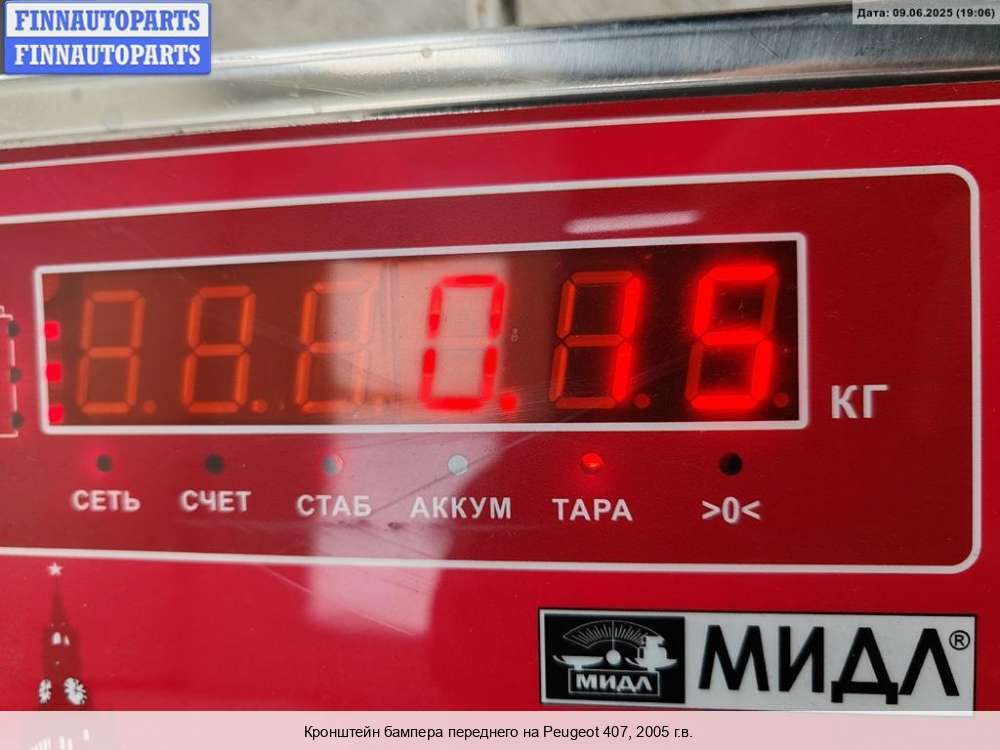 FINNAUTOPARTS
FINNAUTOPARTS
Дата: 09.06.2025 (19:06)
0.15
КГ
СЕТЬ СЧЕТ СТАБ АККУМ ТАРА >0<
МИДЛ МИДЛ®
Кронштейн бампера переднего на Peugeot 407, 2005 г.в.